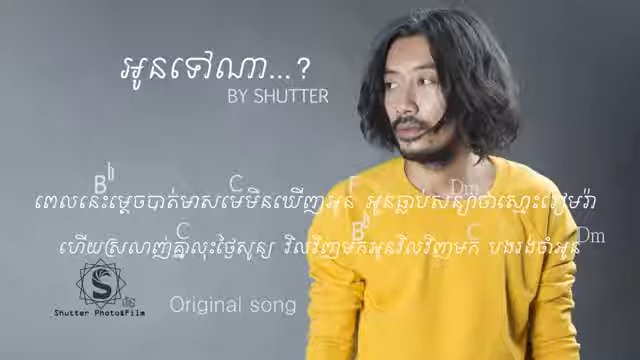 អូនទៅណា...?
BY SHUTTER
B♭ C F Dm
ពេលនេះម្តេចបាត់មាសមេមិនឃើញអូន អូនធ្លាប់សន្យាថាស្មោះរៀមរ៉ា
C B♭ C Dm
ហើយស្រលាញ់គ្នាលុះថ្ងៃសូន្យ វិលវិញមកអូនវិលវិញមក បងរង់ចាំអូន
S
Shutter Photo&Film
Original song